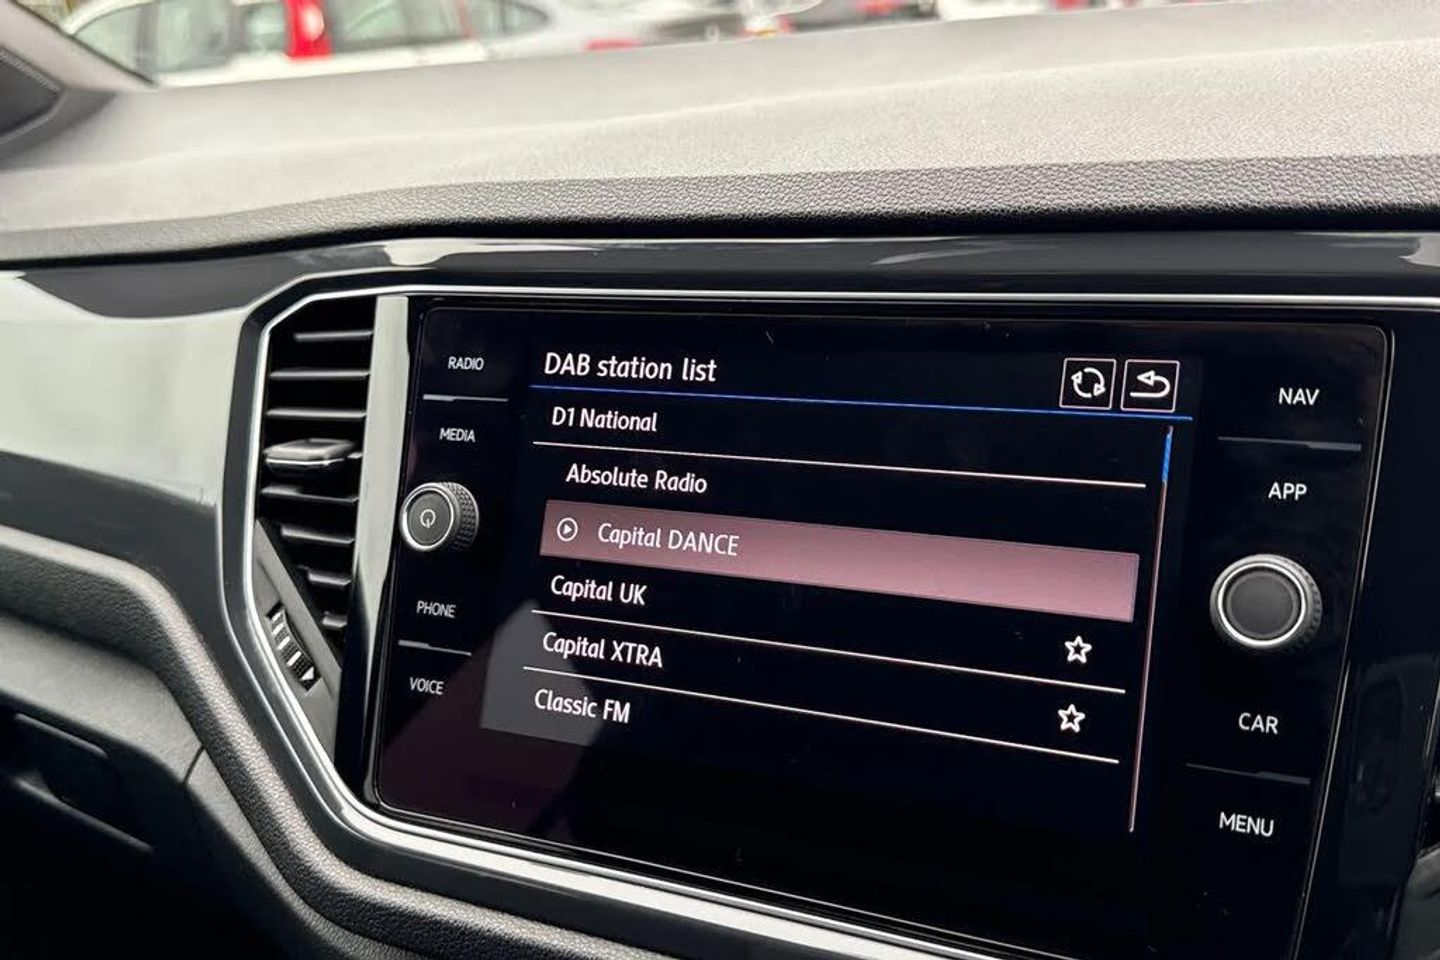 RADIO
MEDIA
PHONE
VOICE
DAB station list
D1 National
Absolute Radio
Capital DANCE
Capital UK
Capital XTRA
Classic FM
NAV
APP
CAR
MENU